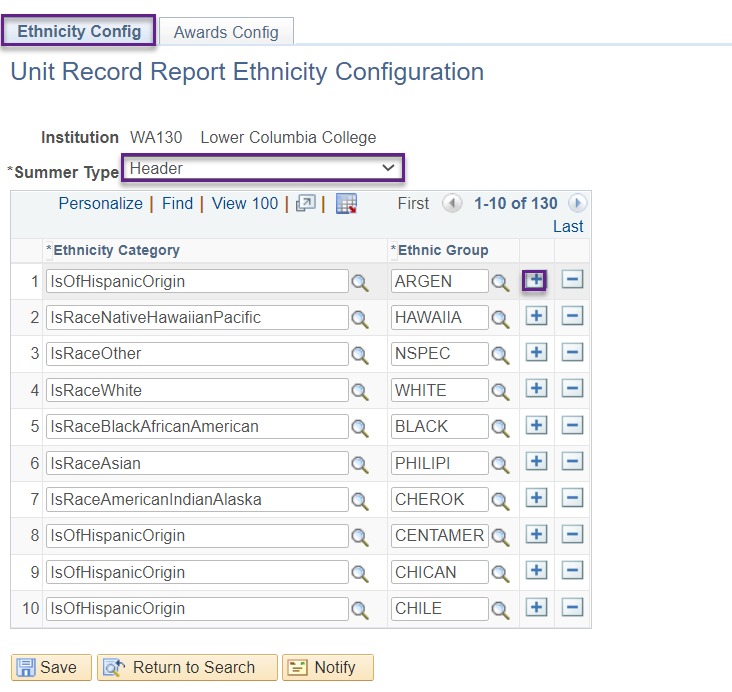 Ethnicity Config Awards Config
Unit Record Report Ethnicity Configuration
Institution WA130 Lower Columbia College
*Summer Type Header
Personalize | Find | View 100 | | First 1-10 of 130
Last
*Ethnicity Category *Ethnic Group
1 IsOfHispanicOrigin ARGEN
2 IsRaceNativeHawaiianPacific HAWAIIA
3 IsRaceOther NSPEC
4 IsRaceWhite WHITE
5 IsRaceBlackAfricanAmerican BLACK
6 IsRaceAsian PHILIPI
7 IsRaceAmericanIndianAlaska CHEROK
8 IsOfHispanicOrigin CENTAMER
9 IsOfHispanicOrigin CHICAN
10 IsOfHispanicOrigin CHILE
Save Return to Search Notify